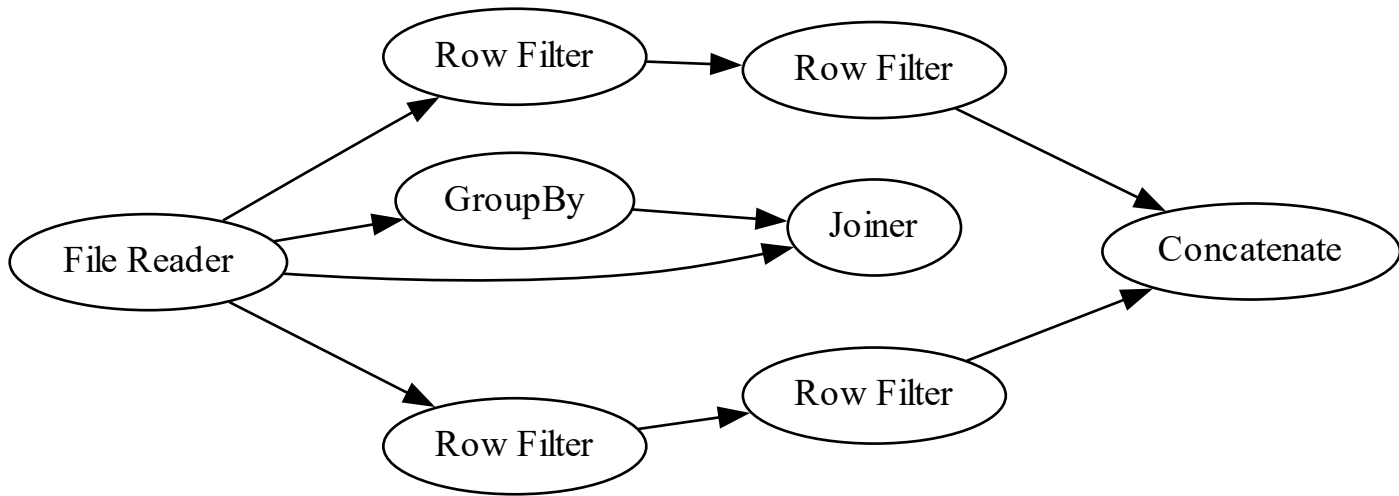 Row Filter
Row Filter
GroupBy
Joiner
File Reader
Concatenate
Row Filter
Row Filter